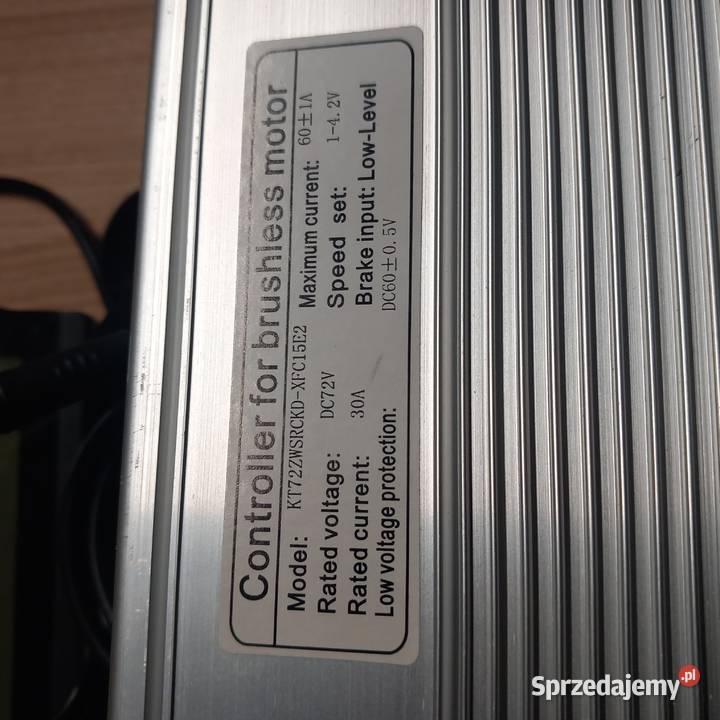 Controller for brushless motor
Model: KT72ZWSRCKD-XFC15E2
Rated voltage: DC72V Maximum current: 60±1A
Rated current: 30A Speed set: 1-4.2V
Low voltage protection: Brake input: Low-Level
DC60±0.5V
Sprzedajemy.pl